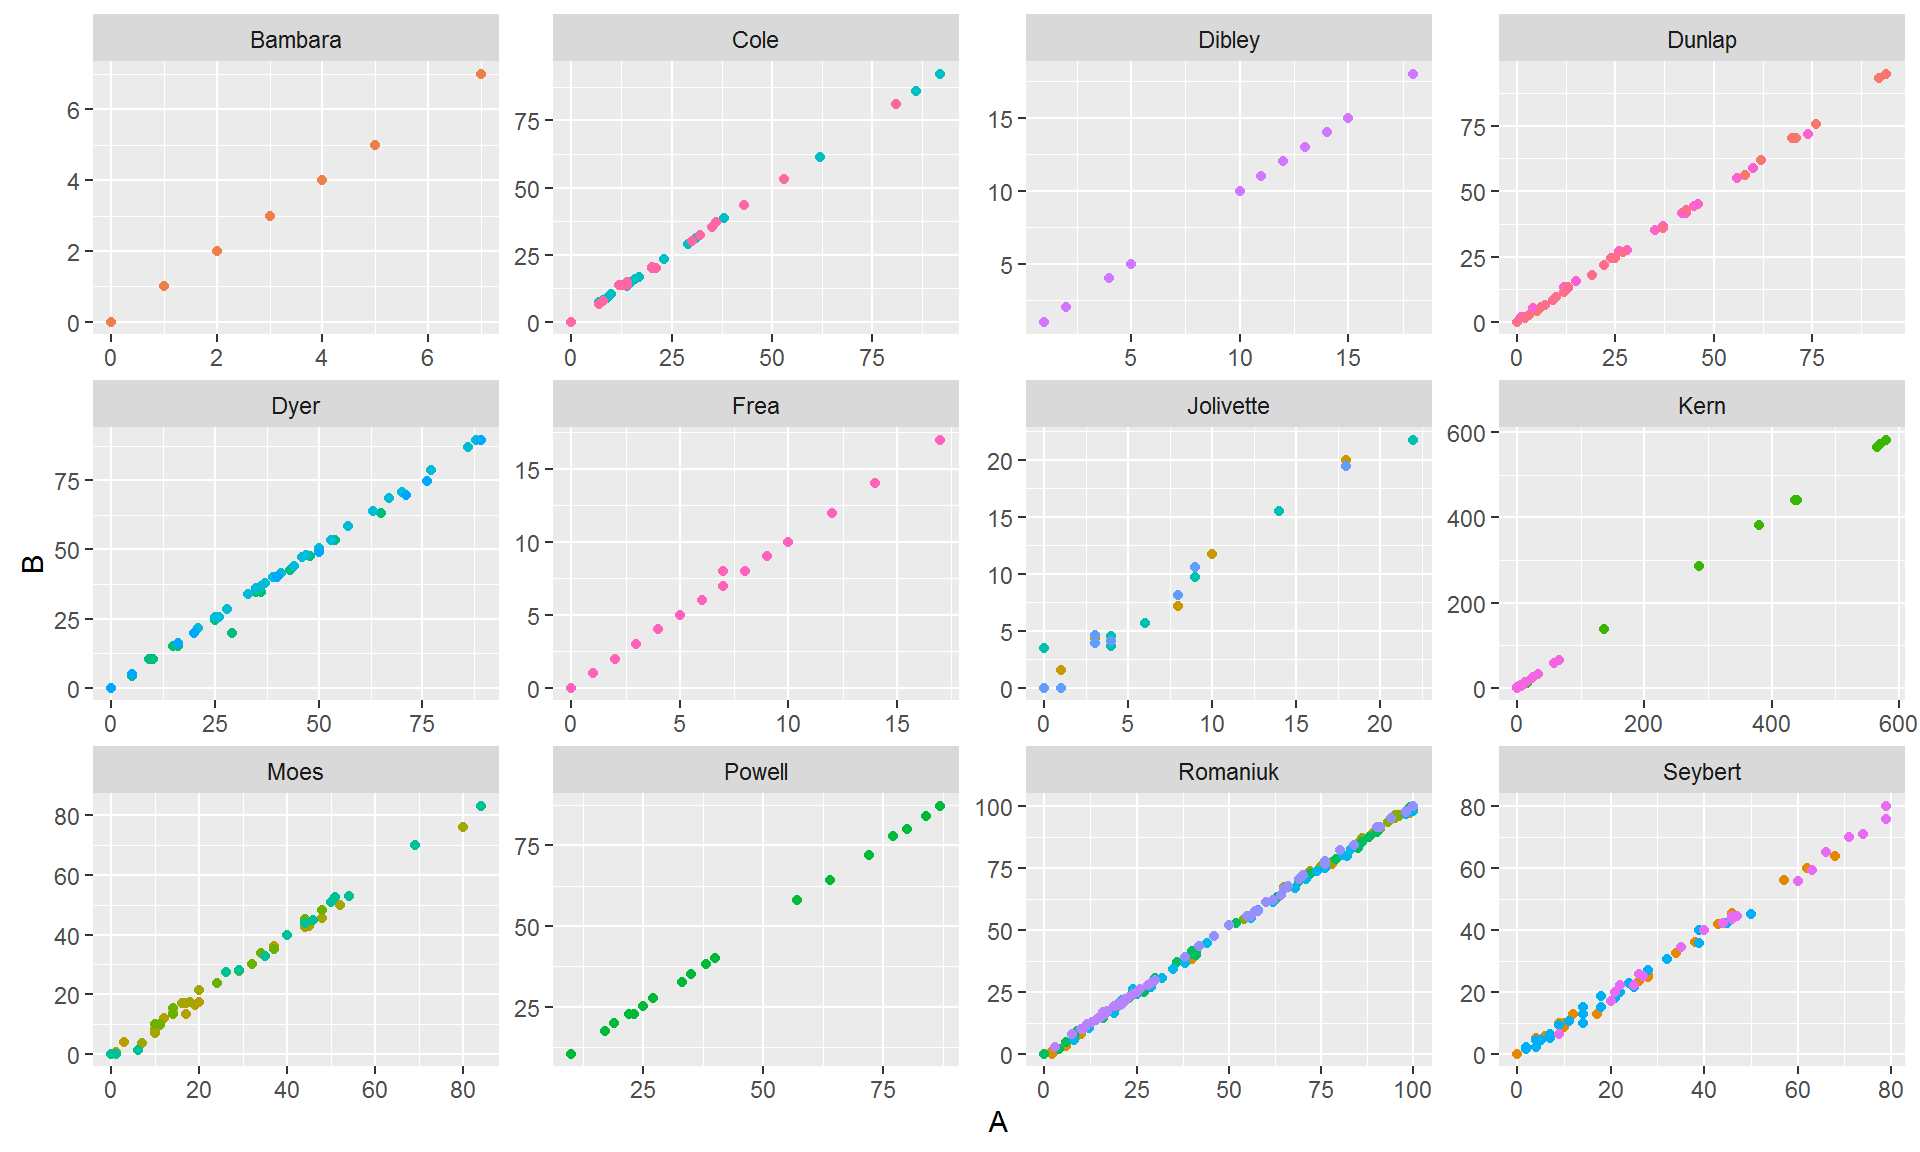 Bambara Cole Dibley Dunlap
6 75 15 75
4 50 10 50
2 25 5 25
0 0 0
0 2 4 6 0 25 50 75 5 10 15 0 25 50 75
Dyer Frea Jolivette Kern
75 15 20 600
50 10 15 400
25 5 10 200
0 0 5 0
0
0 25 50 75 0 5 10 15 0 5 10 15 20 0 200 400 600
B
Moes Powell Romaniuk Seybert
80 75 100 80
60 50 75 60
40 25 50 40
20 25 20
0 0 0
0 20 40 60 80 25 50 75 0 25 50 75 100 0 20 40 60 80
A